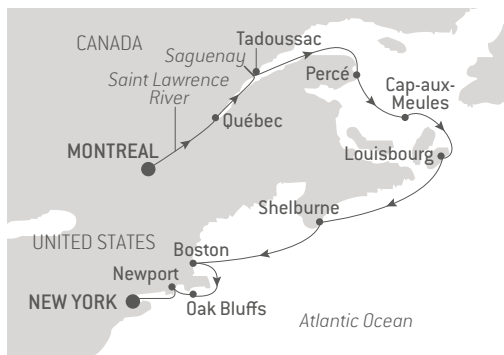 CANADA
Tadoussac
Saguenay
Saint Lawrence
River
Percé
Cap-aux-
Meules
Québec
MONTREAL
Louisbourg
Shelburne
UNITED STATES
Boston
Newport
NEW YORK
Oak Bluffs
Atlantic Ocean